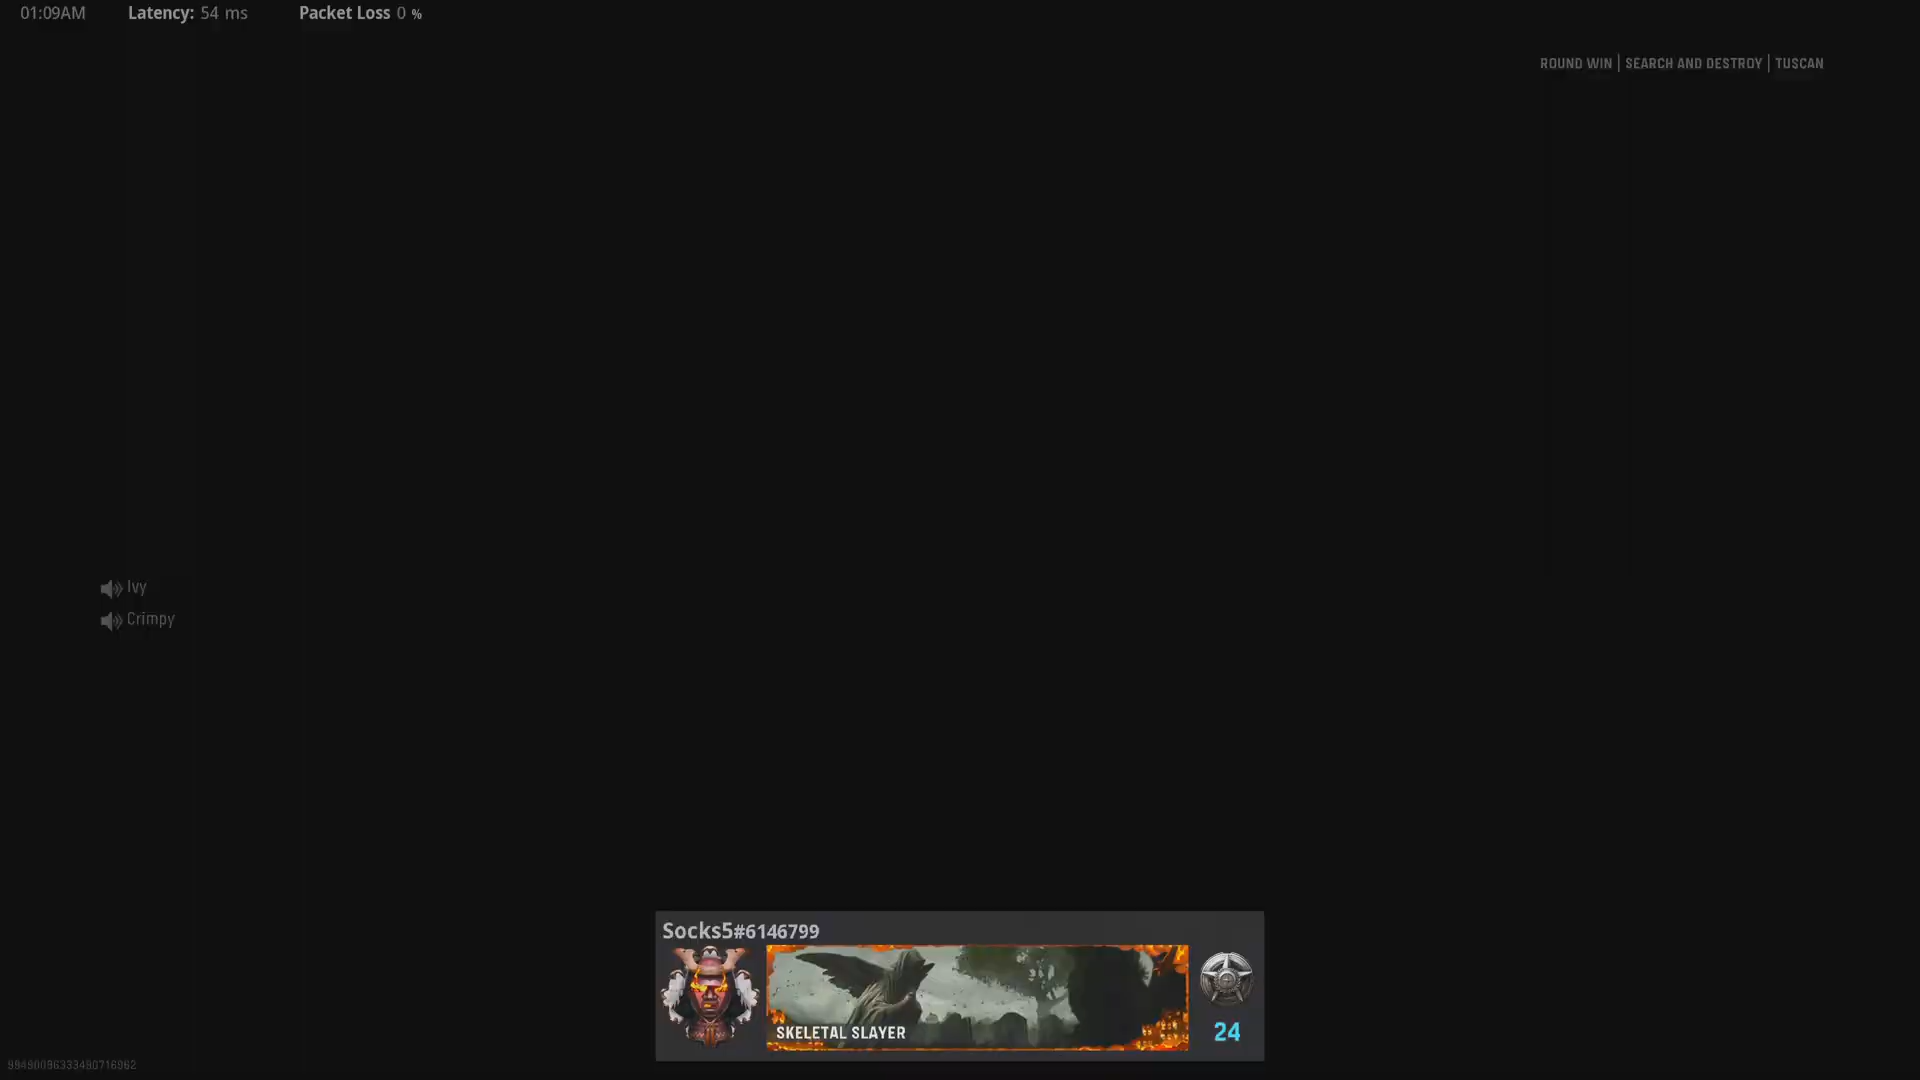 01:09AM Latency: 54 ms Packet Loss 0 %
ROUND WIN | SEARCH AND DESTROY | TUSCAN
Ivy
Crimpy
Socks5#6146799
SKELETAL SLAYER
24